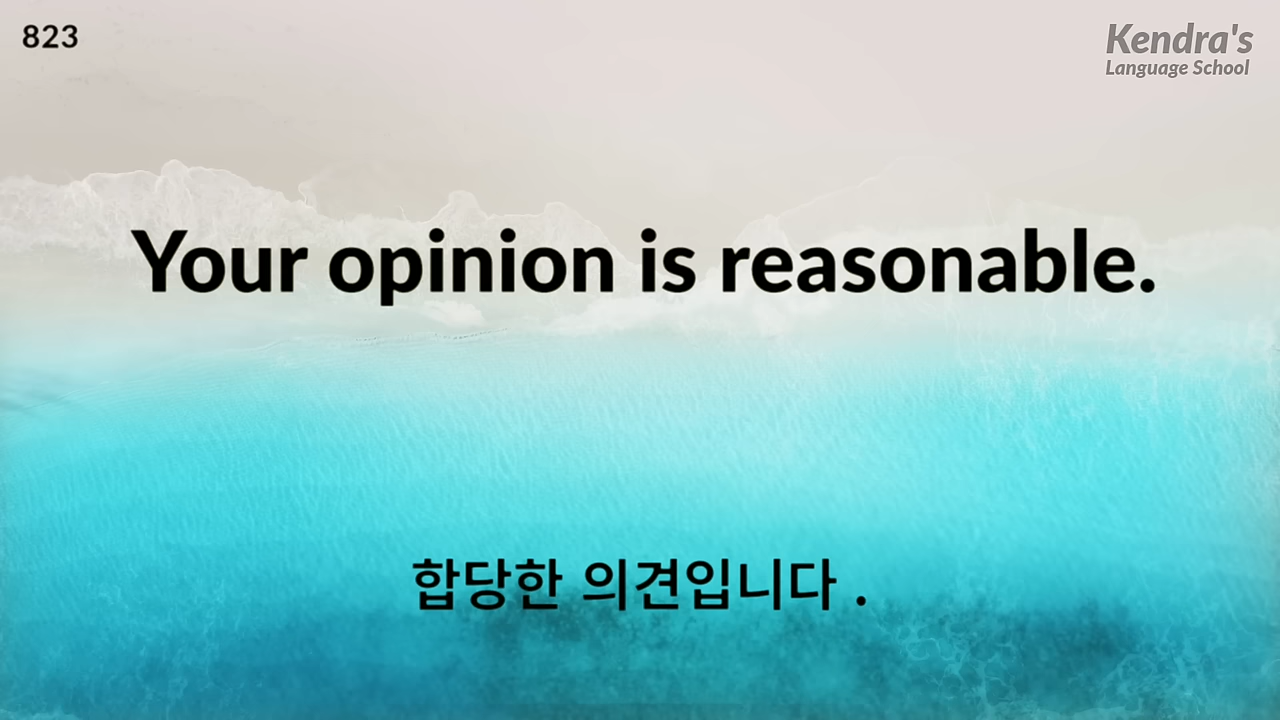 823
Kendra's
Language School
Your opinion is reasonable.
합당한 의견입니다 .